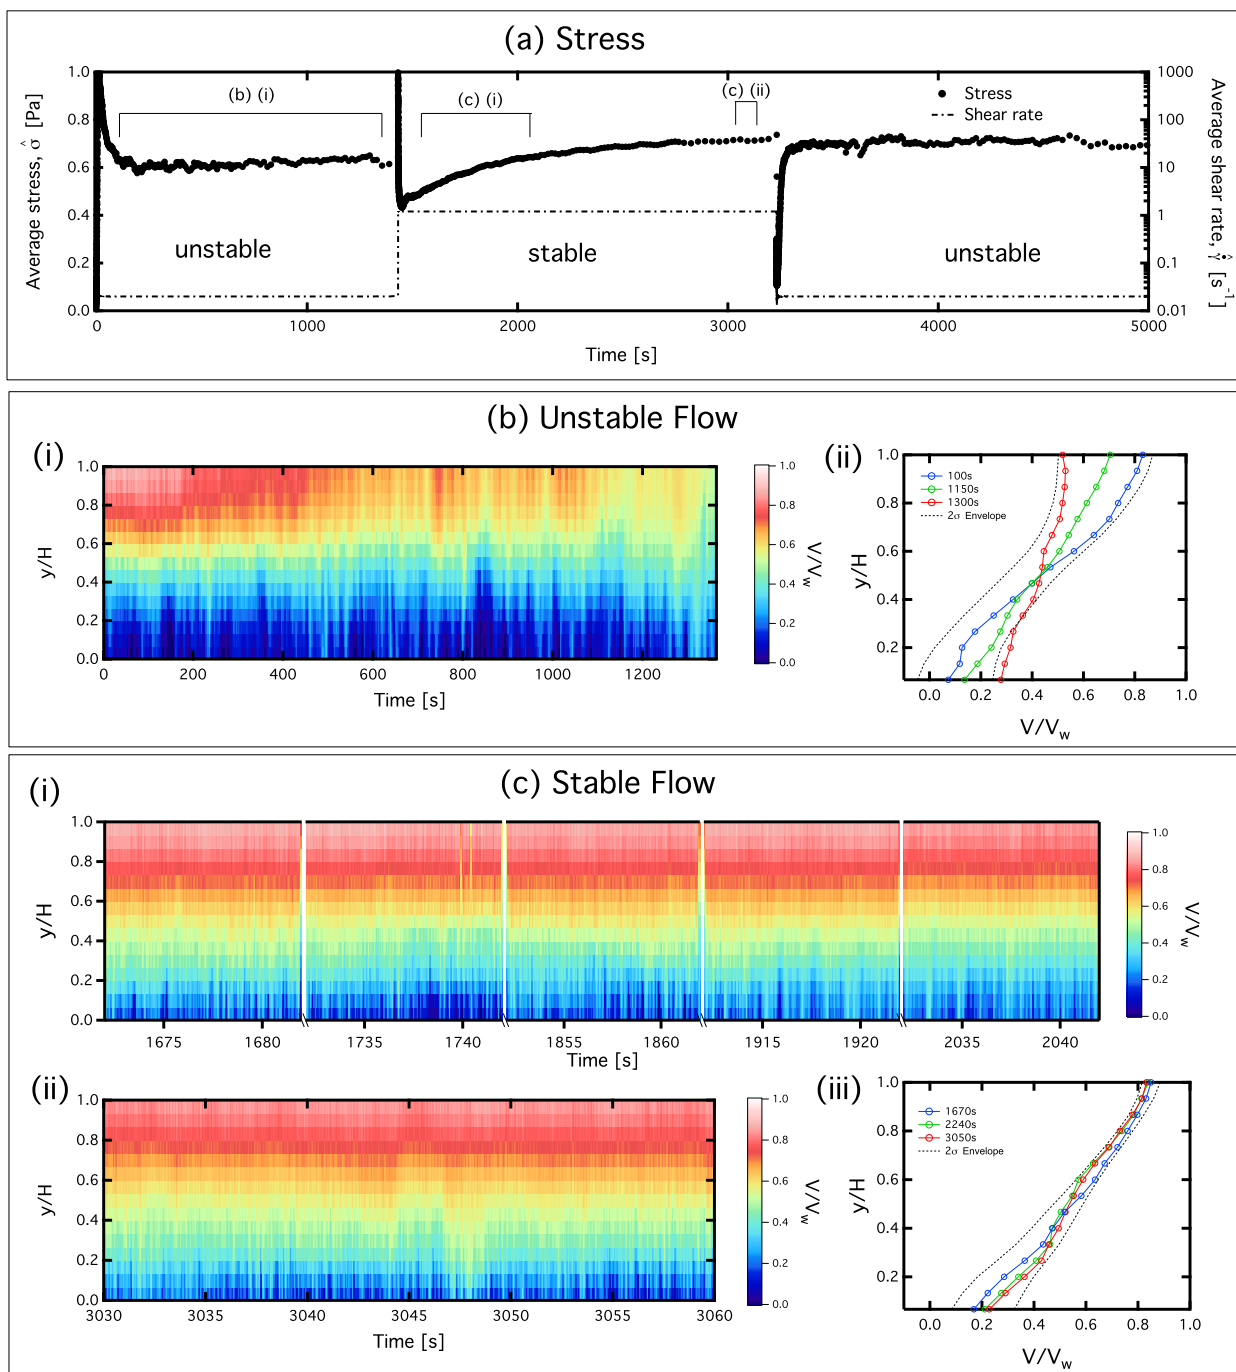 (a) Stress
Average stress, σ̂ [Pa]
1.0
0.8
0.6
0.4
0.2
0.0
(b) (i)
(c) (i)
(c) (ii)
Stress
Shear rate
unstable
stable
unstable
1000
100
10
1
0.1
0.01
Average shear rate, γ̇̂ [s⁻¹]
0 1000 2000 3000 4000 5000
Time [s]
(b) Unstable Flow
(i)
y/H
1.0
0.8
0.6
0.4
0.2
0.0
0 200 400 600 800 1000 1200
Time [s]
1.0
0.8
0.6
0.4
0.2
0.0
V/Vw
(ii)
y/H
1.0
0.8
0.6
0.4
0.2
100s
1150s
1300s
2σ Envelope
0.0 0.2 0.4 0.6 0.8 1.0
V/Vw
(c) Stable Flow
(i)
y/H
1.0
0.8
0.6
0.4
0.2
0.0
1675 1680 1735 1740 1855 1860 1915 1920 2035 2040
Time [s]
1.0
0.8
0.6
0.4
0.2
0.0
V/Vw
(ii)
y/H
1.0
0.8
0.6
0.4
0.2
0.0
3030 3035 3040 3045 3050 3055 3060
Time [s]
1.0
0.8
0.6
0.4
0.2
0.0
V/Vw
(iii)
y/H
1.0
0.8
0.6
0.4
0.2
1670s
2240s
3050s
2σ Envelope
0.0 0.2 0.4 0.6 0.8 1.0
V/Vw